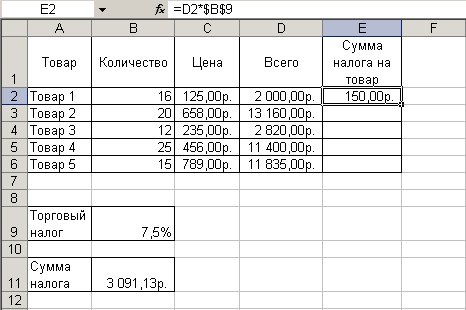 E2 fx =D2*$B$9
A B C D E F
1 Товар Количество Цена Всего Сумма налога на товар
2 Товар 1 16 125,00р. 2 000,00р. 150,00р.
3 Товар 2 20 658,00р. 13 160,00р.
4 Товар 3 12 235,00р. 2 820,00р.
5 Товар 4 25 456,00р. 11 400,00р.
6 Товар 5 15 789,00р. 11 835,00р.
7
8
Торговый
9 налог 7,5%
10
Сумма
11 налога 3 091,13р.
12